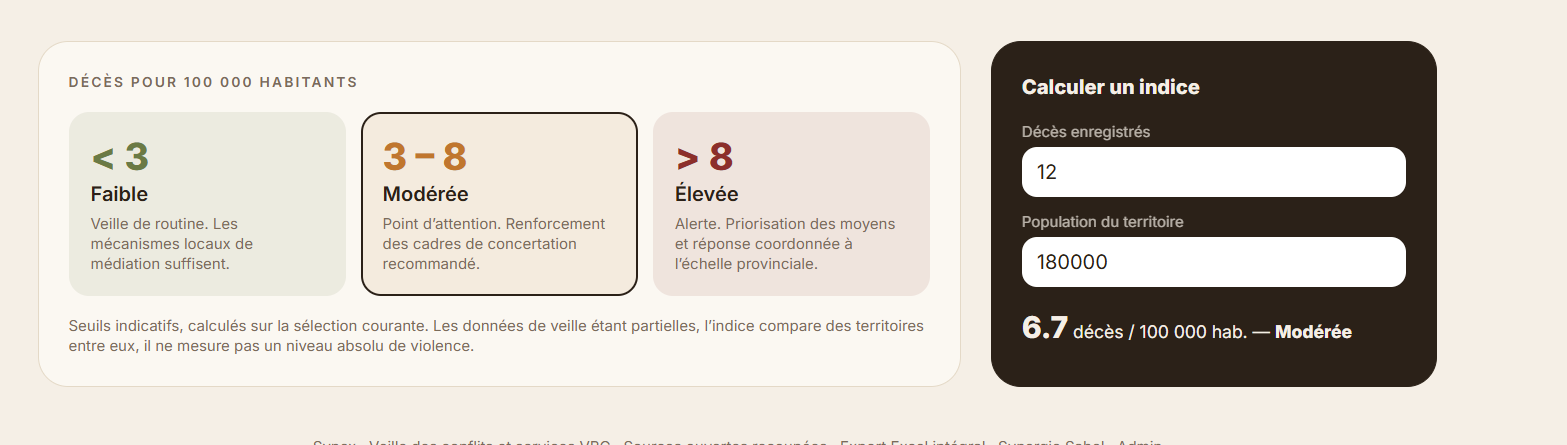 DÉCÈS POUR 100 000 HABITANTS
< 3
Faible
Veille de routine. Les
mécanismes locaux de
médiation suffisent.
3 – 8
Modérée
Point d’attention. Renforcement
des cadres de concertation
recommandé.
> 8
Élevée
Alerte. Priorisation des moyens
et réponse coordonnée à
l’échelle provinciale.
Seuils indicatifs, calculés sur la sélection courante. Les données de veille étant partielles, l’indice compare des territoires
entre eux, il ne mesure pas un niveau absolu de violence.
Calculer un indice
Décès enregistrés
12
Population du territoire
180000
6.7 décès / 100 000 hab. — Modérée